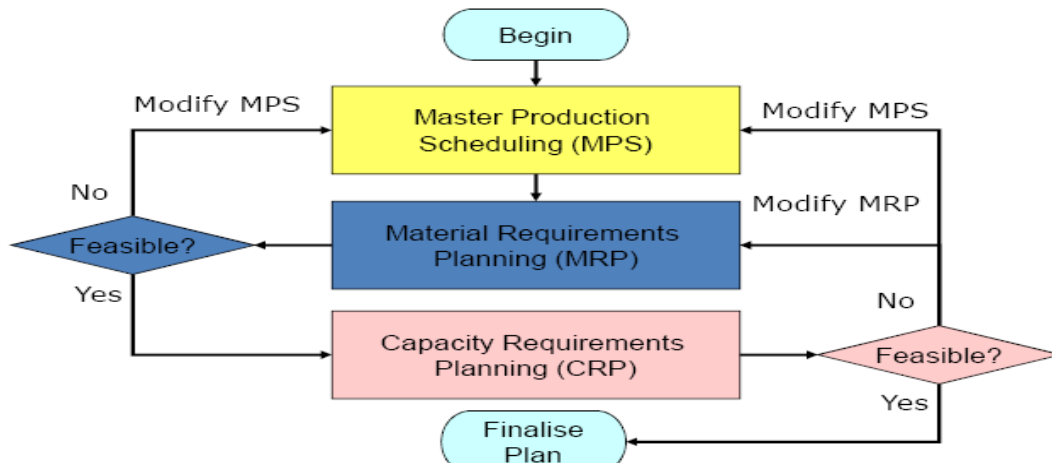 Begin
Modify MPS
Master Production
Scheduling (MPS)
Modify MPS
No
Modify MRP
Feasible?
Material Requirements
Planning (MRP)
Yes
No
Capacity Requirements
Planning (CRP)
Feasible?
Yes
Finalise
Plan